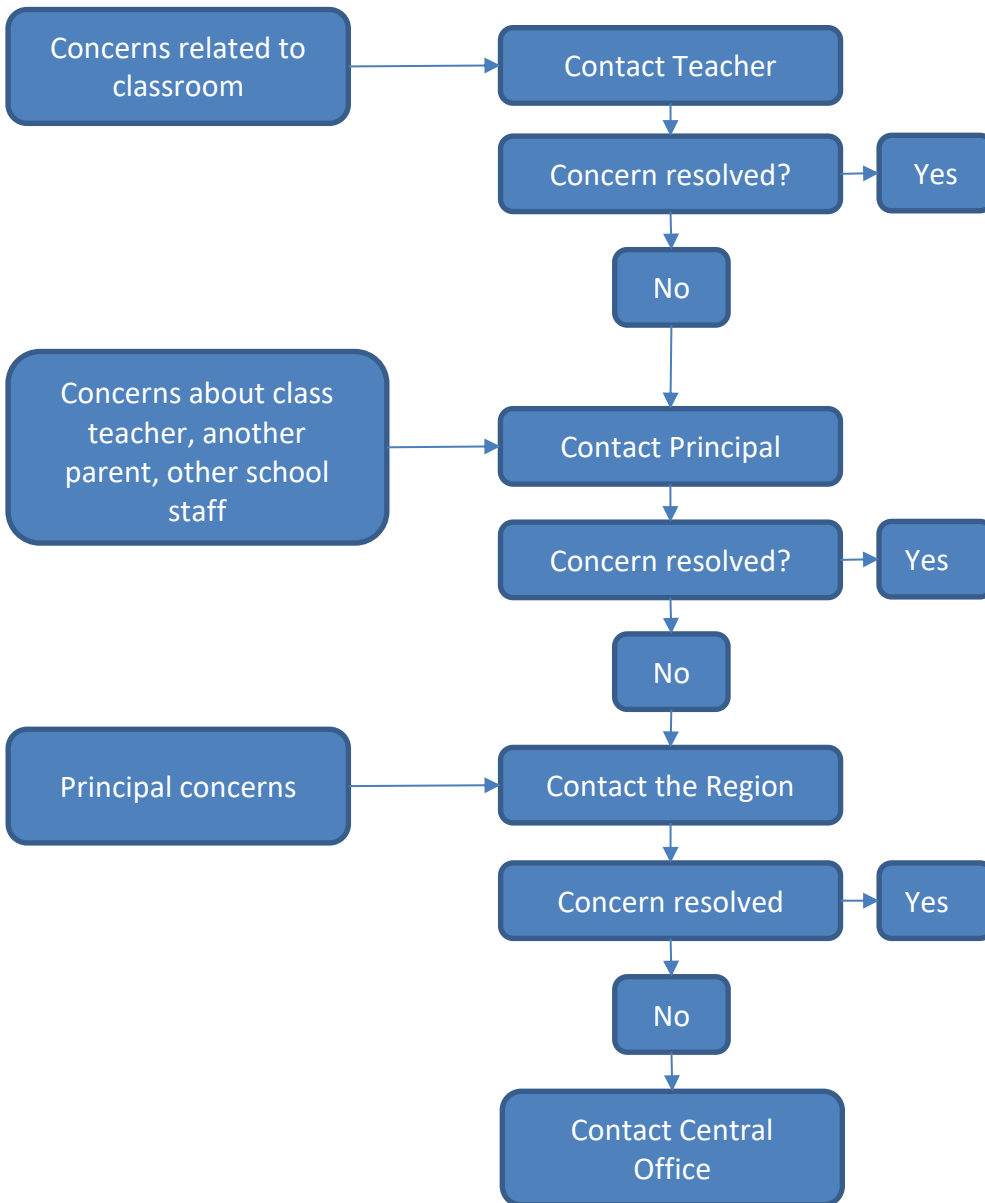 Concerns related to
classroom
Contact Teacher
Concern resolved?
Yes
No
Concerns about class
teacher, another
parent, other school
staff
Contact Principal
Concern resolved?
Yes
No
Principal concerns
Contact the Region
Concern resolved
Yes
No
Contact Central
Office